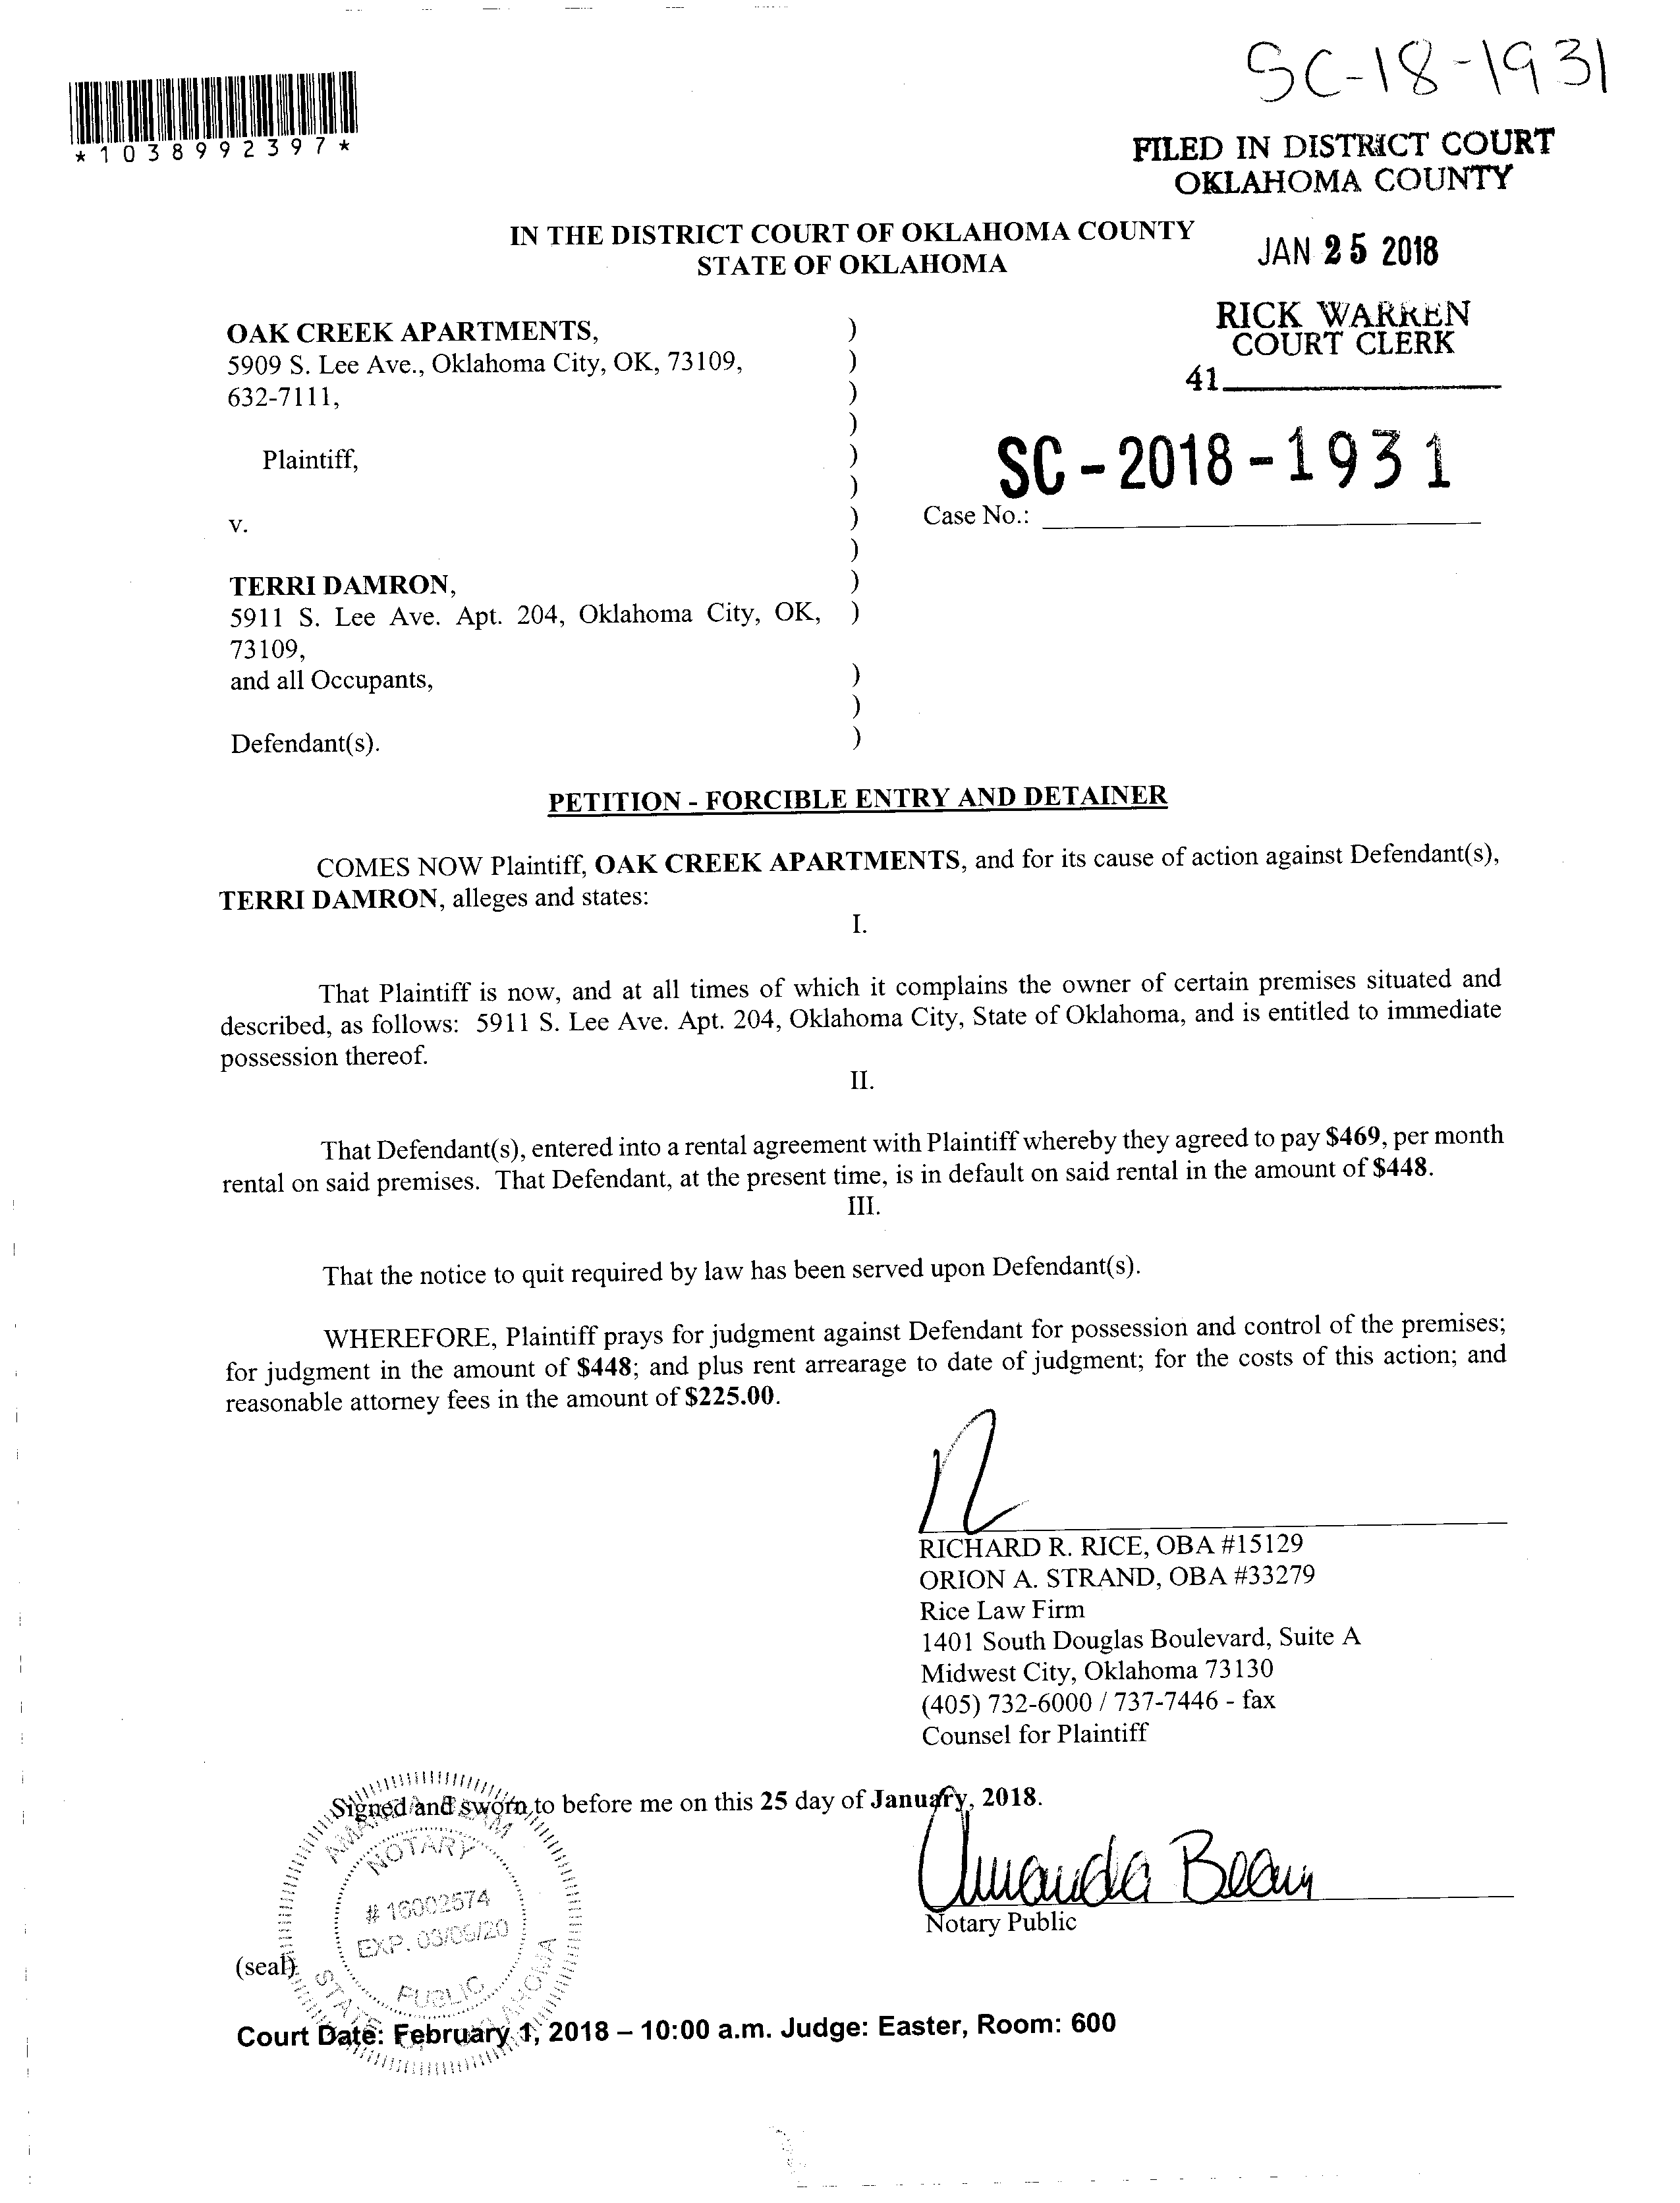 SC-18-1931
*1038992397*
FILED IN DISTRICT COURT
OKLAHOMA COUNTY
IN THE DISTRICT COURT OF OKLAHOMA COUNTY
STATE OF OKLAHOMA
JAN 25 2018
RICK WARREN
COURT CLERK
41
OAK CREEK APARTMENTS, )
5909 S. Lee Ave., Oklahoma City, OK, 73109, )
632-7111, )
)
Plaintiff, )
)
SC-2018-1931
v. ) Case No.:
)
TERRI DAMRON, )
5911 S. Lee Ave. Apt. 204, Oklahoma City, OK, )
73109,
and all Occupants, )
)
Defendant(s). )
PETITION - FORCIBLE ENTRY AND DETAINER
COMES NOW Plaintiff, OAK CREEK APARTMENTS, and for its cause of action against Defendant(s),
TERRI DAMRON, alleges and states:
I.
That Plaintiff is now, and at all times of which it complains the owner of certain premises situated and
described, as follows: 5911 S. Lee Ave. Apt. 204, Oklahoma City, State of Oklahoma, and is entitled to immediate
possession thereof.
II.
That Defendant(s), entered into a rental agreement with Plaintiff whereby they agreed to pay $469, per month
rental on said premises. That Defendant, at the present time, is in default on said rental in the amount of $448.
III.
That the notice to quit required by law has been served upon Defendant(s).
WHEREFORE, Plaintiff prays for judgment against Defendant for possession and control of the premises;
for judgment in the amount of $448; and plus rent arrearage to date of judgment; for the costs of this action; and
reasonable attorney fees in the amount of $225.00.
RICHARD R. RICE, OBA #15129
ORION A. STRAND, OBA #33279
Rice Law Firm
1401 South Douglas Boulevard, Suite A
Midwest City, Oklahoma 73130
(405) 732-6000 / 737-7446 - fax
Counsel for Plaintiff
Signed and sworn to before me on this 25 day of January, 2018.
Amanda Beam
Notary Public
AMANDA BEAM
NOTARY
# 16002574
EXP. 03/09/20
PUBLIC
STATE OF OKLAHOMA
(seal)
Court Date: February 1, 2018 – 10:00 a.m. Judge: Easter, Room: 600